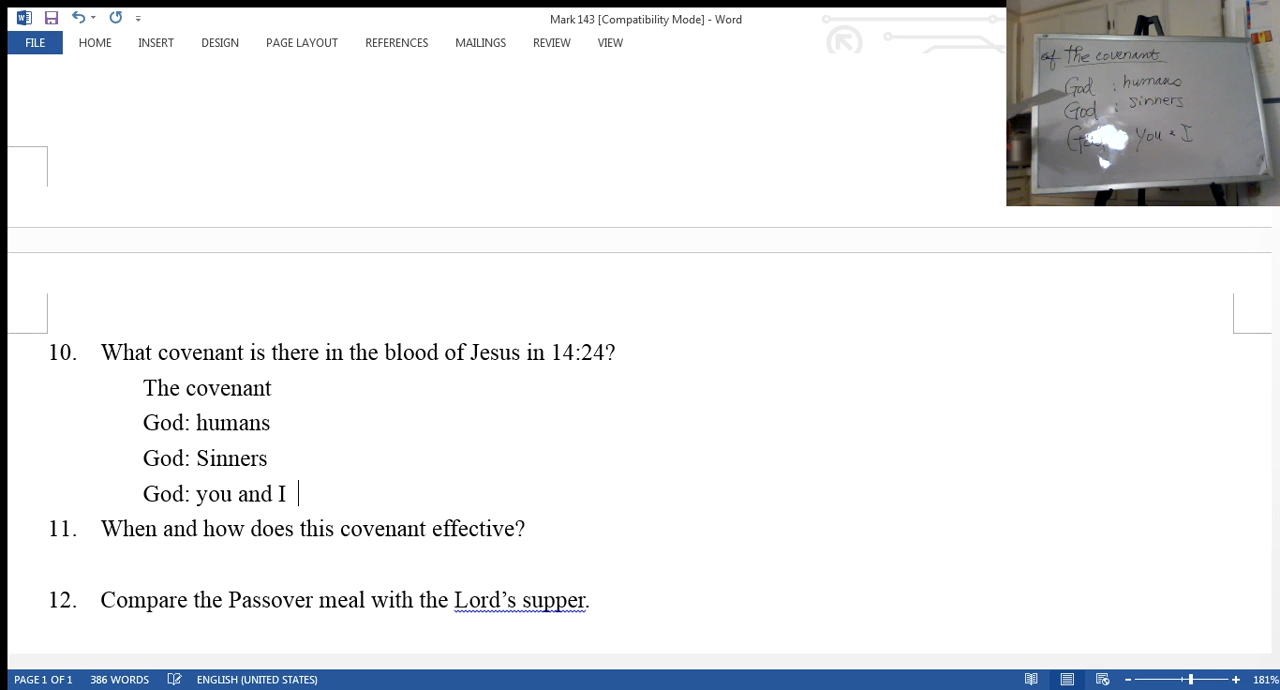 Mark 143 [Compatibility Mode] - Word
FILE HOME INSERT DESIGN PAGE LAYOUT REFERENCES MAILINGS REVIEW VIEW
of The covenant
God : humans
God : sinners
God you & I
10. What covenant is there in the blood of Jesus in 14:24?
The covenant
God: humans
God: Sinners
God: you and I
11. When and how does this covenant effective?
12. Compare the Passover meal with the Lord’s supper.
PAGE 1 OF 1 386 WORDS ENGLISH (UNITED STATES) 181%